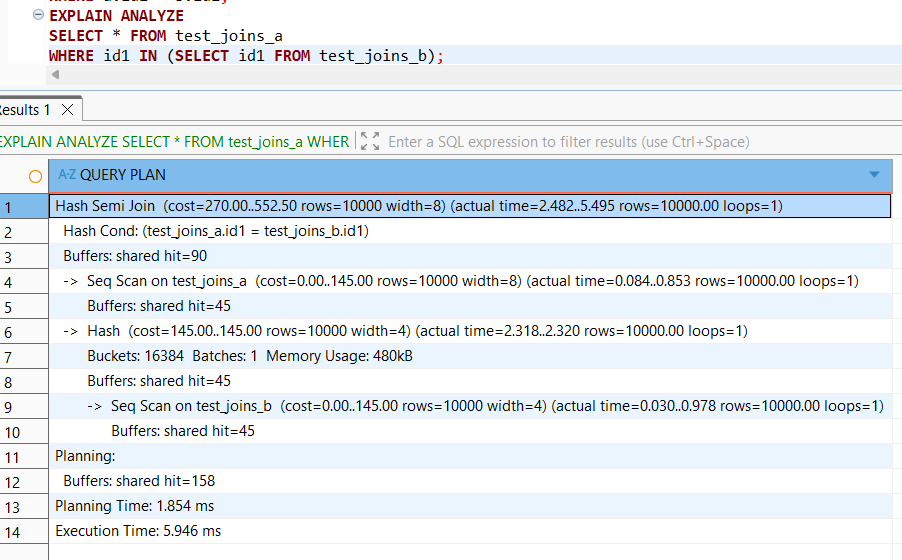 EXPLAIN ANALYZE
SELECT * FROM test_joins_a
WHERE id1 IN (SELECT id1 FROM test_joins_b);
esults 1
EXPLAIN ANALYZE SELECT * FROM test_joins_a WHER Enter a SQL expression to filter results (use Ctrl+Space)
A-Z QUERY PLAN
1 Hash Semi Join (cost=270.00..552.50 rows=10000 width=8) (actual time=2.482..5.495 rows=10000.00 loops=1)
2 Hash Cond: (test_joins_a.id1 = test_joins_b.id1)
3 Buffers: shared hit=90
4 -> Seq Scan on test_joins_a (cost=0.00..145.00 rows=10000 width=8) (actual time=0.084..0.853 rows=10000.00 loops=1)
5 Buffers: shared hit=45
6 -> Hash (cost=145.00..145.00 rows=10000 width=4) (actual time=2.318..2.320 rows=10000.00 loops=1)
7 Buckets: 16384 Batches: 1 Memory Usage: 480kB
8 Buffers: shared hit=45
9 -> Seq Scan on test_joins_b (cost=0.00..145.00 rows=10000 width=4) (actual time=0.030..0.978 rows=10000.00 loops=1)
10 Buffers: shared hit=45
11 Planning:
12 Buffers: shared hit=158
13 Planning Time: 1.854 ms
14 Execution Time: 5.946 ms